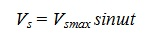 Vs = Vsmax sinωt